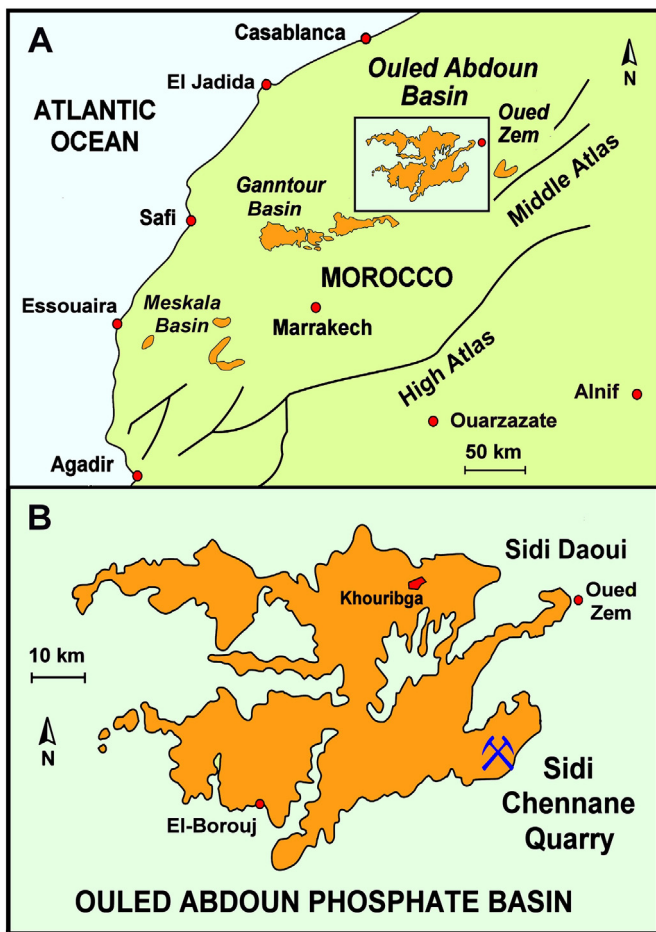 A
Casablanca
El Jadida
Ouled Abdoun
Basin
N
ATLANTIC
OCEAN
Oued
Zem
Ganntour
Basin
Middle Atlas
Safi
MOROCCO
Essouaira
Meskala
Basin
Marrakech
High Atlas
Alnif
Ouarzazate
Agadir
50 km
B
Sidi Daoui
Khouribga
Oued
Zem
10 km
N
Sidi
Chennane
Quarry
El-Borouj
OULED ABDOUN PHOSPHATE BASIN